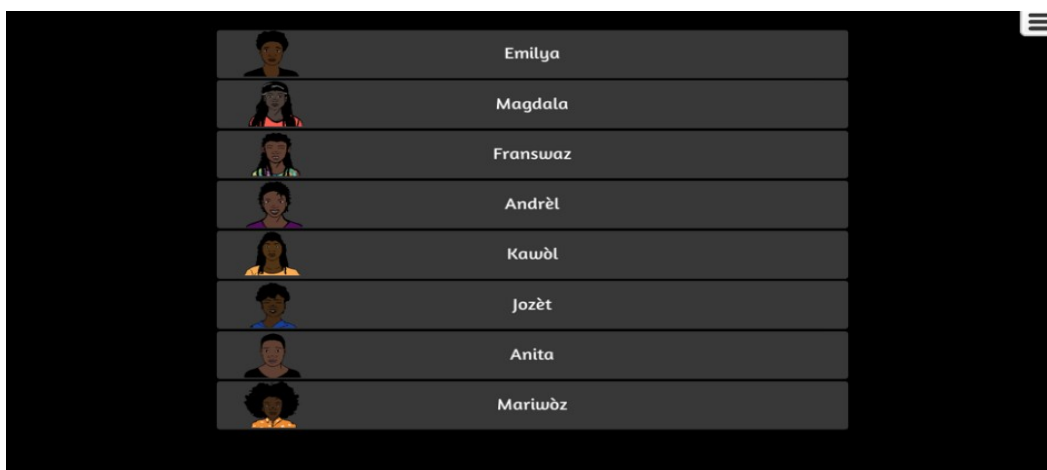 Emilya
Magdala
Franswaz
Andrèl
Kawòl
Jozèt
Anita
Mariwòz